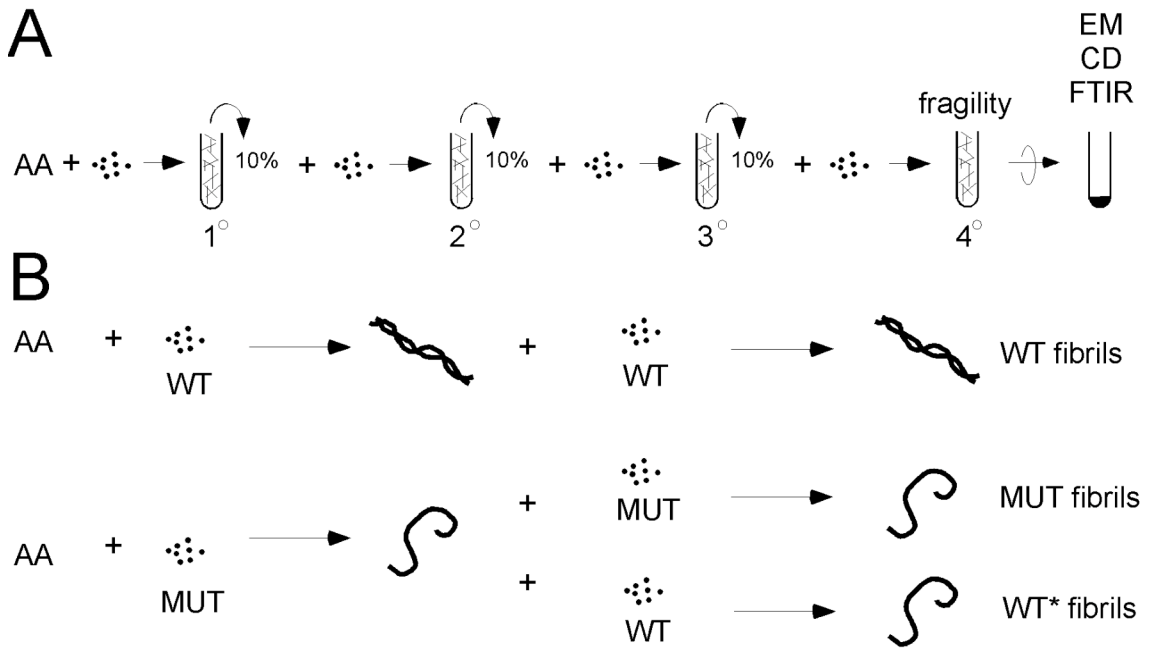 A
EM
CD
FTIR
fragility
AA + → 10% + → 10% + → 10% + →
1° 2° 3° 4°
B
AA + WT → + WT → WT fibrils
+ MUT → MUT fibrils
AA + MUT →
+ WT → WT* fibrils